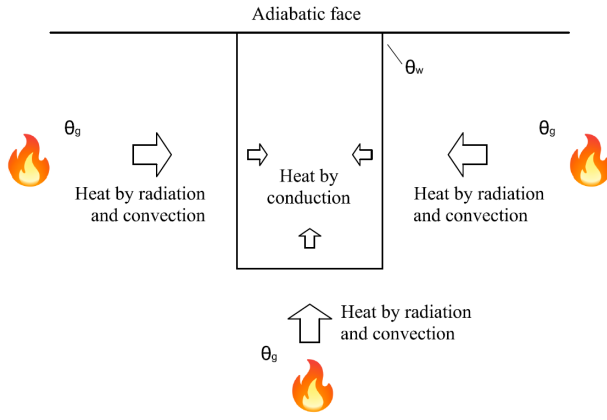 Adiabatic face
θw
θg
θg
Heat by radiation
and convection
Heat by
conduction
Heat by radiation
and convection
Heat by radiation
and convection
θg